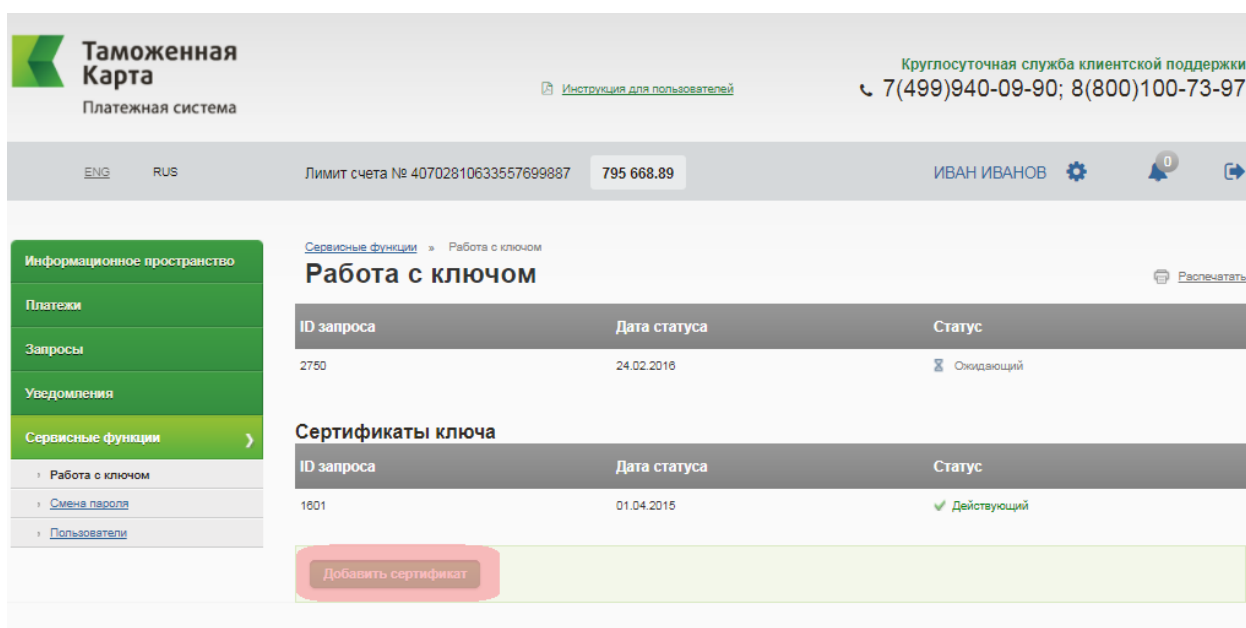 Таможенная
Карта
Платежная система
Инструкция для пользователей
Круглосуточная служба клиентской поддержки
7(499)940-09-90; 8(800)100-73-97
ENG RUS Лимит счета № 40702810633557699887 795 668.89 ИВАН ИВАНОВ 0
Информационное пространство
Платежи
Запросы
Уведомления
Сервисные функции
Работа с ключом
Смена пароля
Пользователи
Сервисные функции » Работа с ключом
Работа с ключом
Распечатать
ID запроса Дата статуса Статус
2750 24.02.2016 Ожидающий
Сертификаты ключа
ID запроса Дата статуса Статус
1601 01.04.2015 Действующий
Добавить сертификат